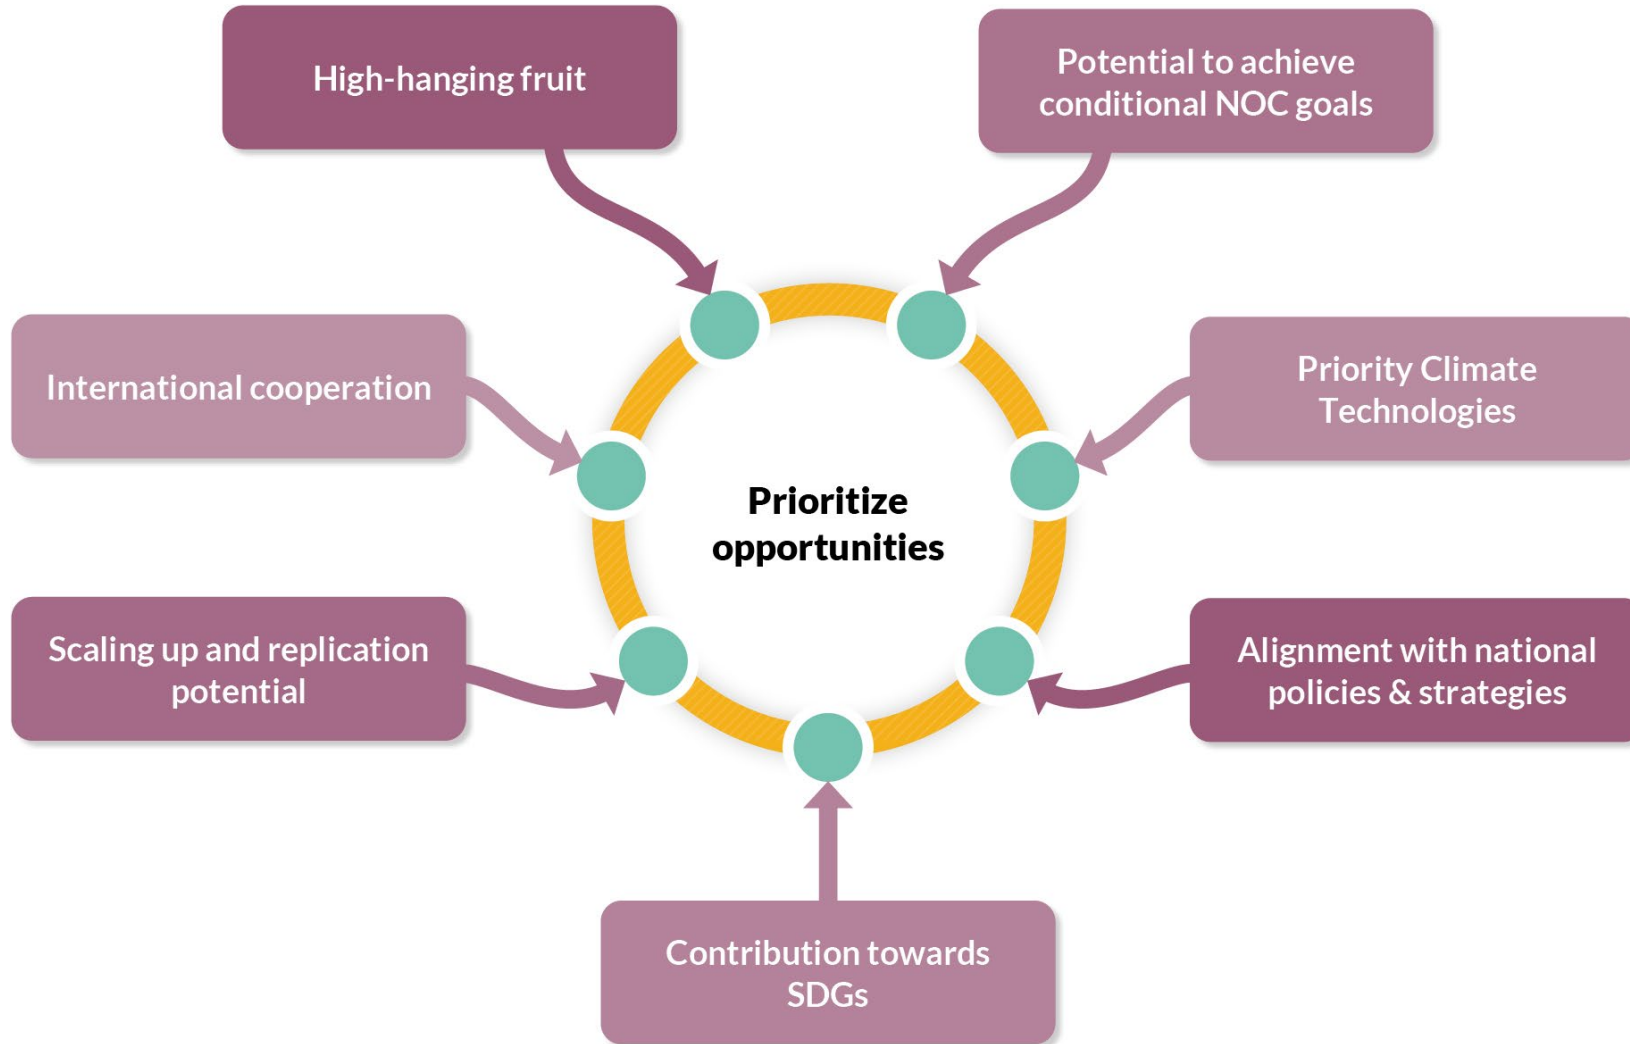 High-hanging fruit
Potential to achieve
conditional NOC goals
International cooperation
Priority Climate
Technologies
Prioritize
opportunities
Scaling up and replication
potential
Alignment with national
policies & strategies
Contribution towards
SDGs